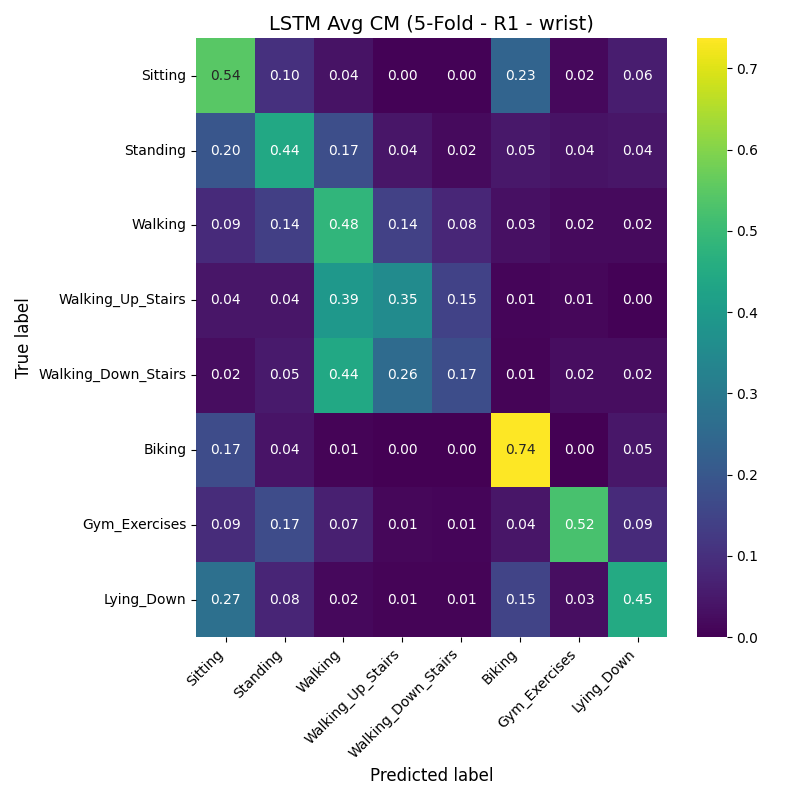 LSTM Avg CM (5-Fold - R1 - wrist)
True label
Sitting 0.54 0.10 0.04 0.00 0.00 0.23 0.02 0.06
Standing 0.20 0.44 0.17 0.04 0.02 0.05 0.04 0.04
Walking 0.09 0.14 0.48 0.14 0.08 0.03 0.02 0.02
Walking_Up_Stairs 0.04 0.04 0.39 0.35 0.15 0.01 0.01 0.00
Walking_Down_Stairs 0.02 0.05 0.44 0.26 0.17 0.01 0.02 0.02
Biking 0.17 0.04 0.01 0.00 0.00 0.74 0.00 0.05
Gym_Exercises 0.09 0.17 0.07 0.01 0.01 0.04 0.52 0.09
Lying_Down 0.27 0.08 0.02 0.01 0.01 0.15 0.03 0.45
Sitting Standing Walking Walking_Up_Stairs Walking_Down_Stairs Biking Gym_Exercises Lying_Down
Predicted label
0.7
0.6
0.5
0.4
0.3
0.2
0.1
0.0